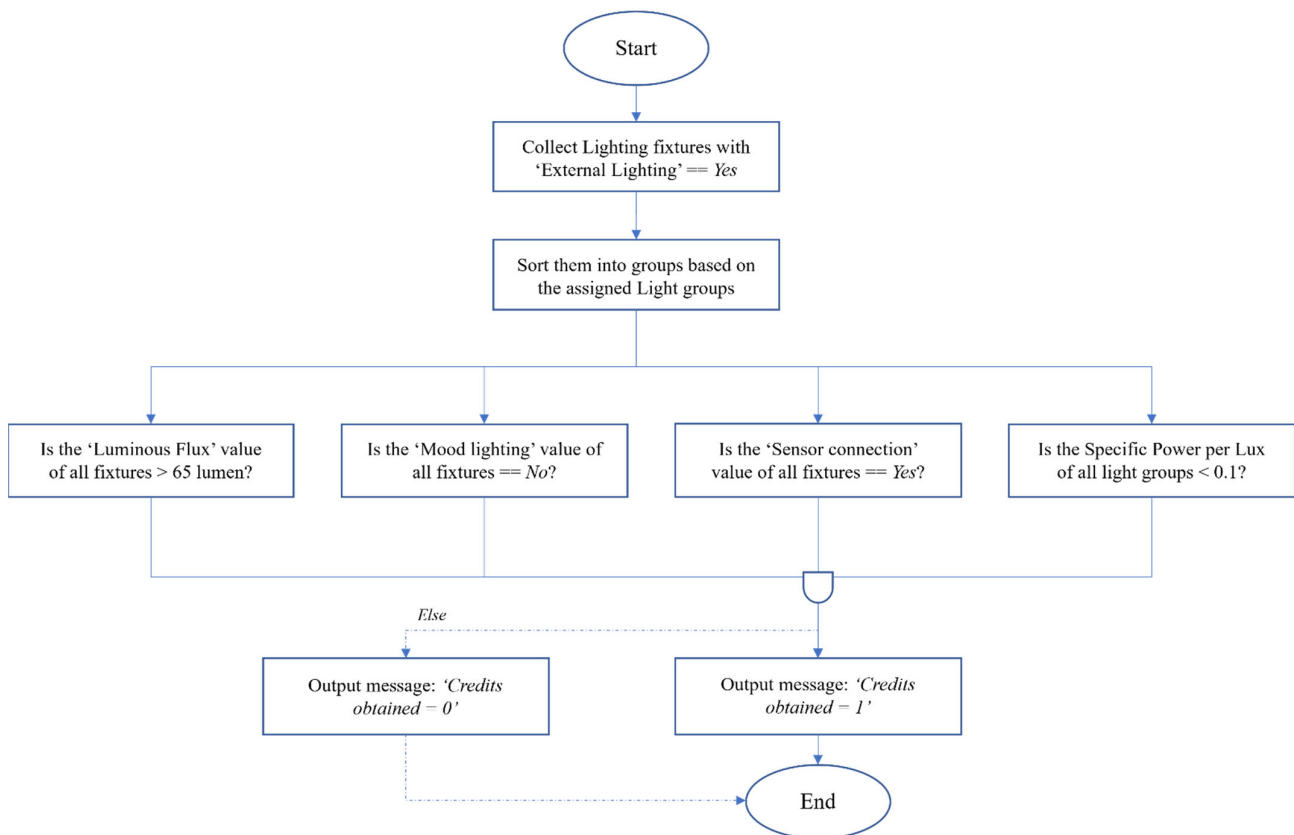 Start
Collect Lighting fixtures with
‘External Lighting’ == Yes
Sort them into groups based on
the assigned Light groups
Is the ‘Luminous Flux’ value
of all fixtures > 65 lumen?
Is the ‘Mood lighting’ value of
all fixtures == No?
Is the ‘Sensor connection’
value of all fixtures == Yes?
Is the Specific Power per Lux
of all light groups < 0.1?
Else
Output message: ‘Credits
obtained = 0’
Output message: ‘Credits
obtained = 1’
End